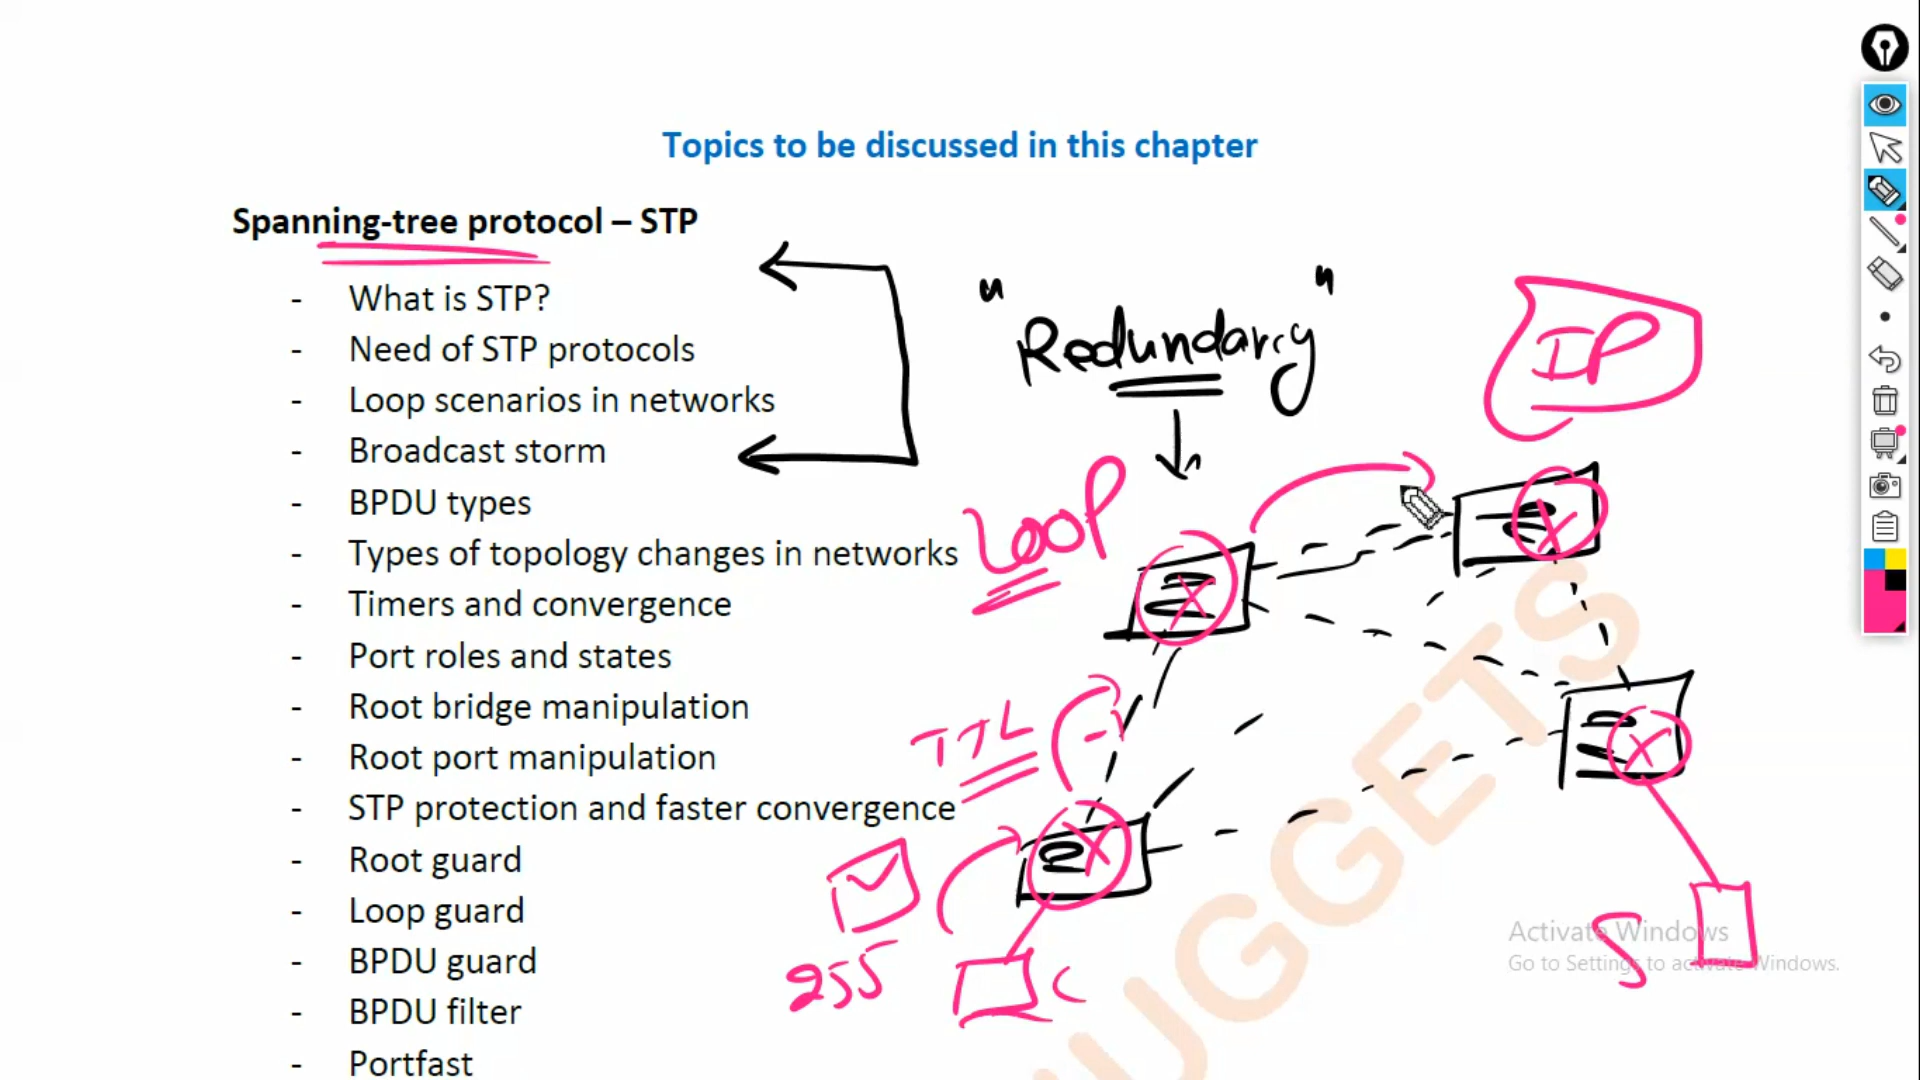 Topics to be discussed in this chapter
Spanning-tree protocol – STP
- What is STP?
- Need of STP protocols
- Loop scenarios in networks
- Broadcast storm
- BPDU types
- Types of topology changes in networks
- Timers and convergence
- Port roles and states
- Root bridge manipulation
- Root port manipulation
- STP protection and faster convergence
- Root guard
- Loop guard
- BPDU guard
- BPDU filter
- Portfast
"Redundancy"
IP
LOOP
TTL
255
C
S
Activate Windows
Go to Settings to activate Windows.
UGGETS